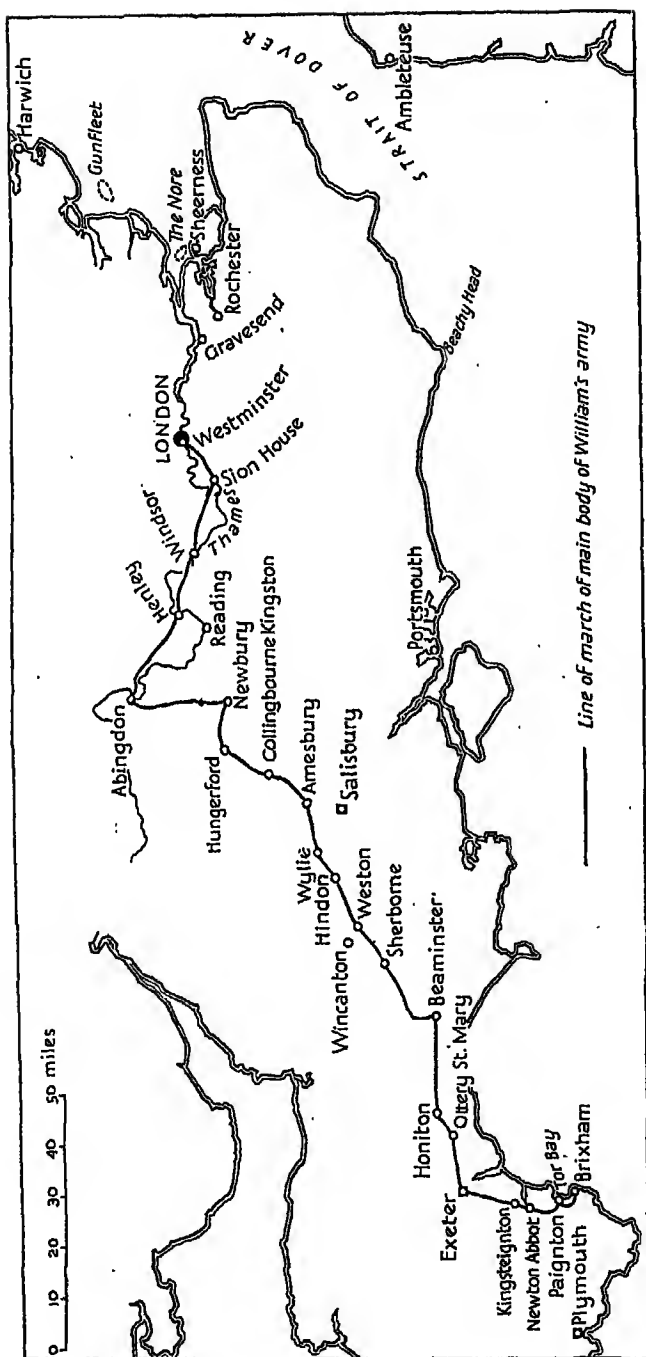 Harwich
Gunfleet
The Nore
Sheerness
Rochester
Gravesend
LONDON
Westminster
Sion House
Thames
Windsor
Henley
Reading
Abingdon
Newbury
Hungerford
Collingbourne Kingston
Amesbury
Salisbury
Wylie
Hindon
Weston
Wincanton
Sherborne
Beaminster
Honiton
Ottery St. Mary
Exeter
Kingsteignton
Newton Abbot
Paignton
Tor Bay
Brixham
Plymouth
Portsmouth
Beachy Head
STRAIT OF DOVER
Ambleteuse
0 10 20 30 40 50 miles
Line of march of main body of William's army